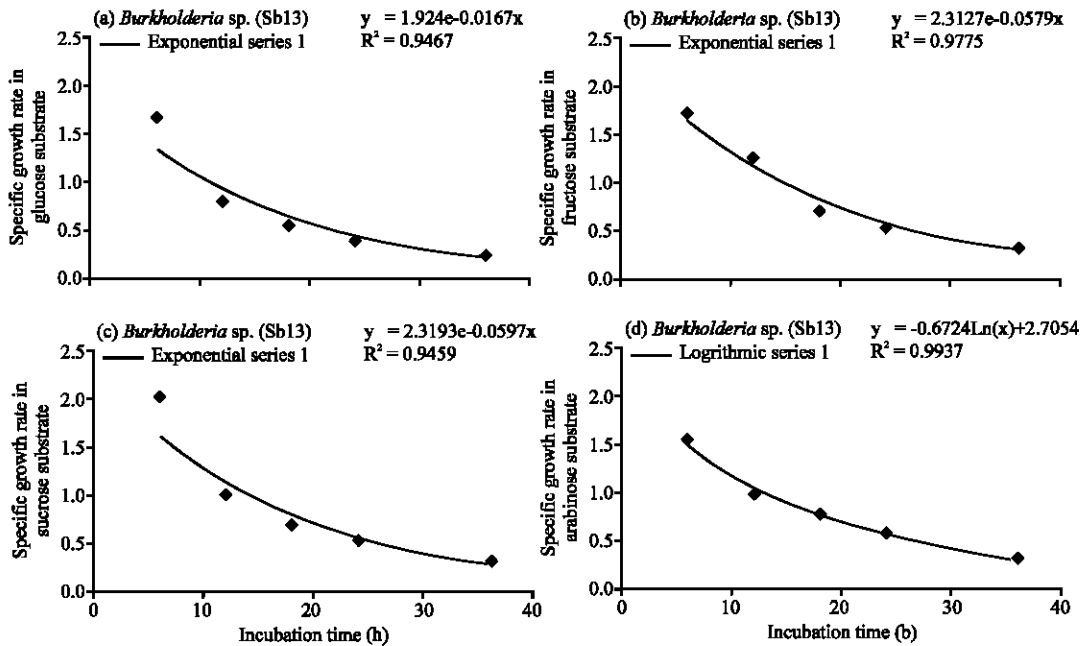 (a) Burkholderia sp. (Sb13) y = 1.924e-0.0167x
Exponential series 1 R² = 0.9467
2.5
2.0
1.5
1.0
0.5
0.0
Specific growth rate in
glucose substrate
(b) Burkholderia sp. (Sb13) y = 2.3127e-0.0579x
Exponential series 1 R² = 0.9775
2.5
2.0
1.5
1.0
0.5
0.0
Specific growth rate in
fructose substrate
(c) Burkholderia sp. (Sb13) y = 2.3193e-0.0597x
Exponential series 1 R² = 0.9459
2.5
2.0
1.5
1.0
0.5
0.0
Specific growth rate in
sucrose substrate
0 10 20 30 40
Incubation time (h)
(d) Burkholderia sp. (Sb13) y = -0.6724Ln(x)+2.7054
Logrithmic series 1 R² = 0.9937
2.5
2.0
1.5
1.0
0.5
0.0
Specific growth rate in
arabinose substrate
0 10 20 30 40
Incubation time (b)